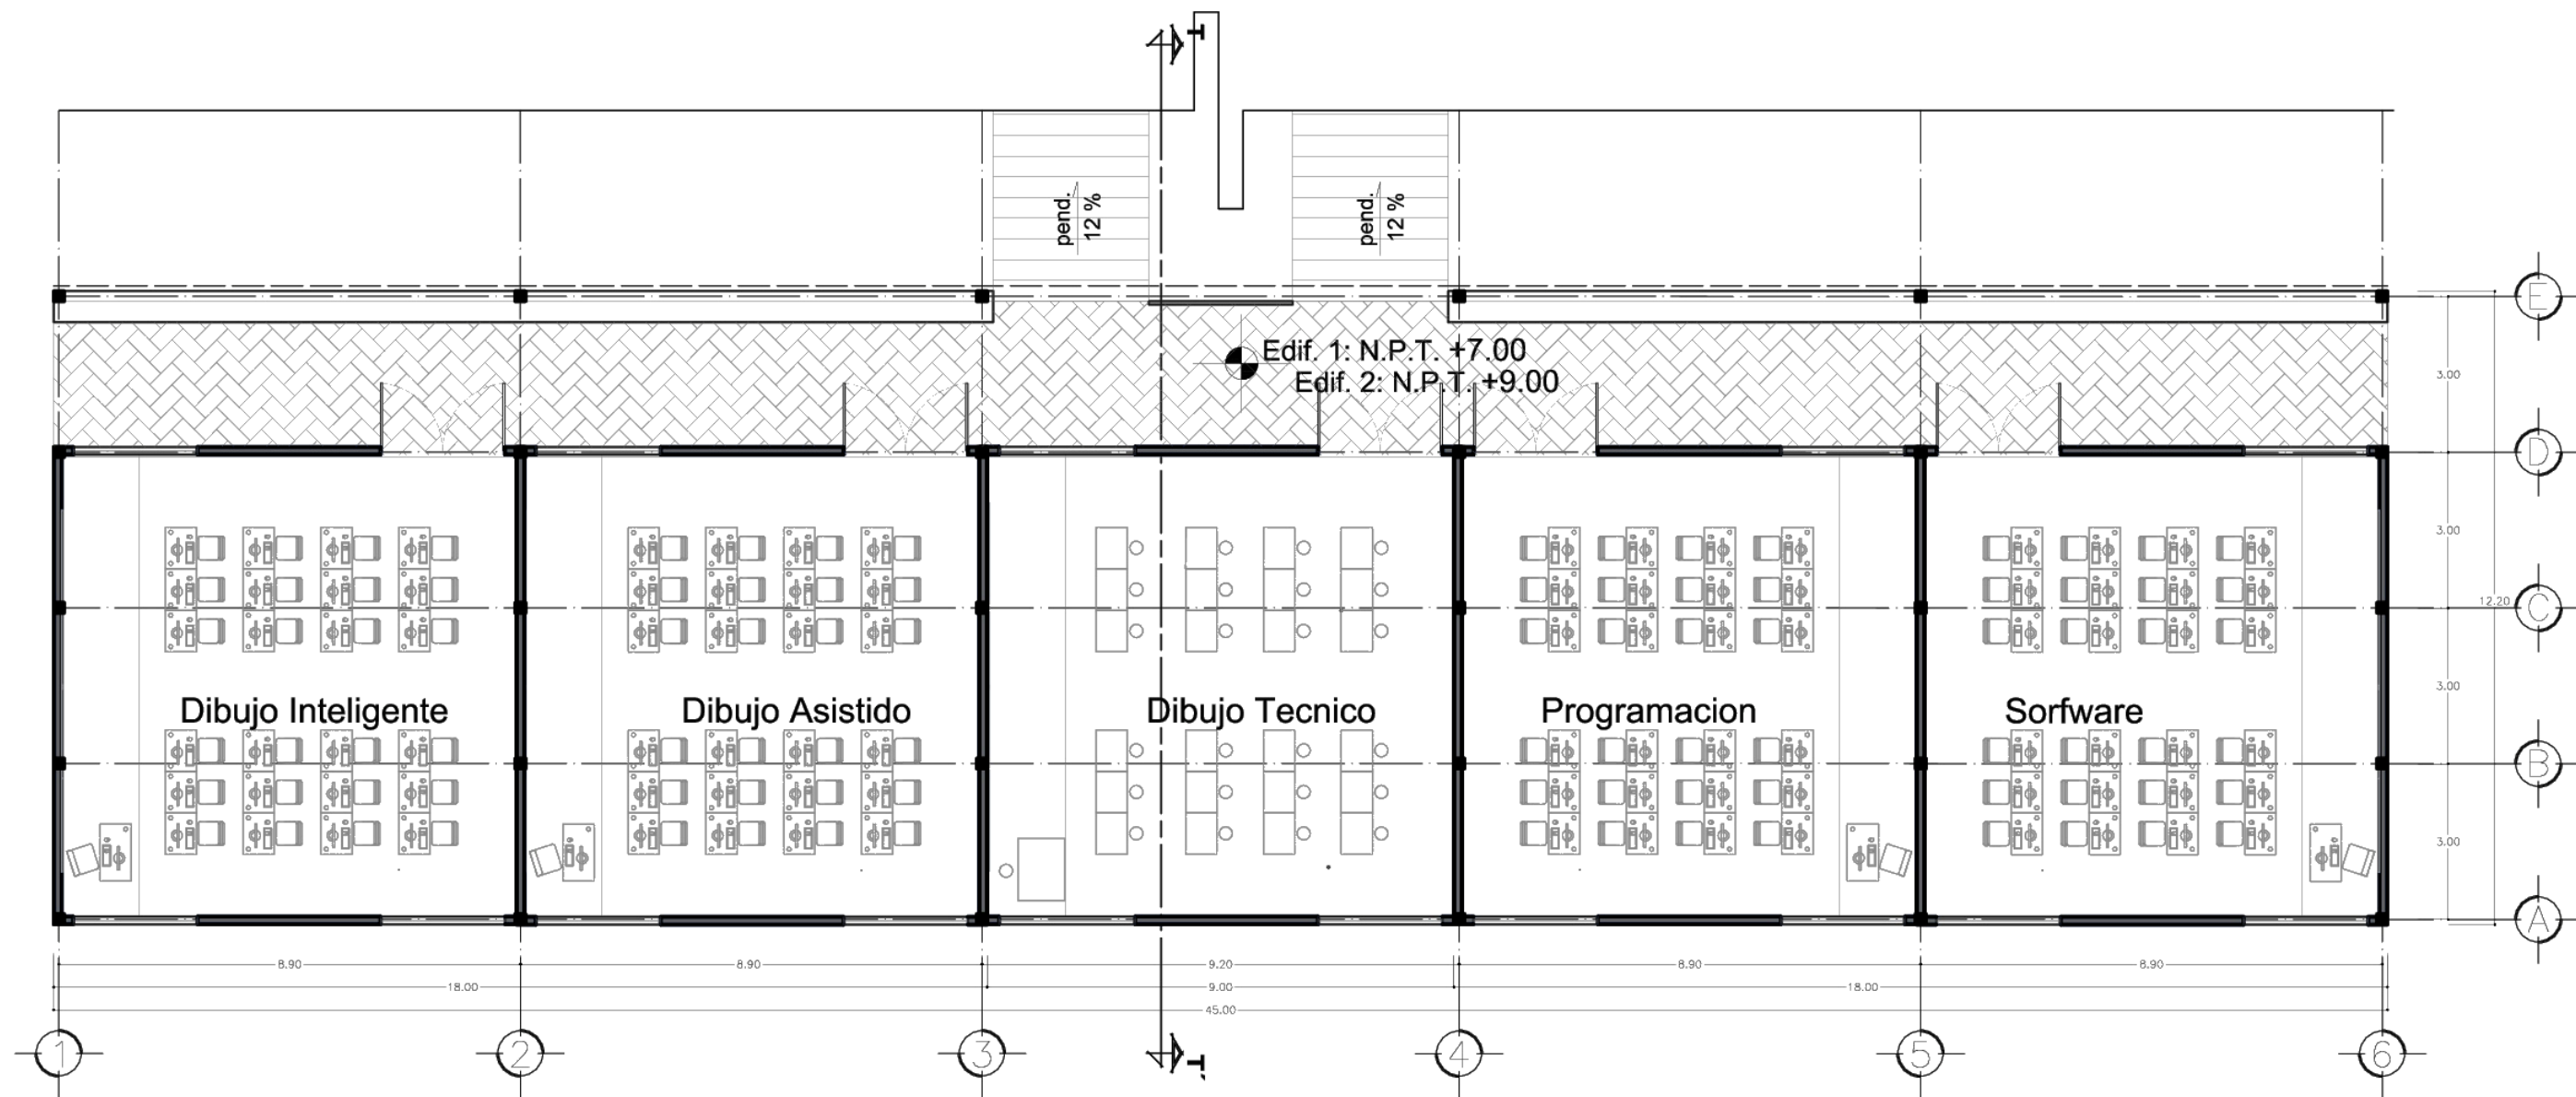 T
pend.
12 %
pend.
12 %
E
Edif. 1: N.P.T. +7.00
Edif. 2: N.P.T. +9.00
3.00
D
3.00
12.20
C
Dibujo Inteligente
Dibujo Asistido
Dibujo Tecnico
Programacion
Sorfware
3.00
B
3.00
A
8.90
8.90
9.20
8.90
8.90
18.00
9.00
18.00
45.00
1
2
3
4
5
6
T'